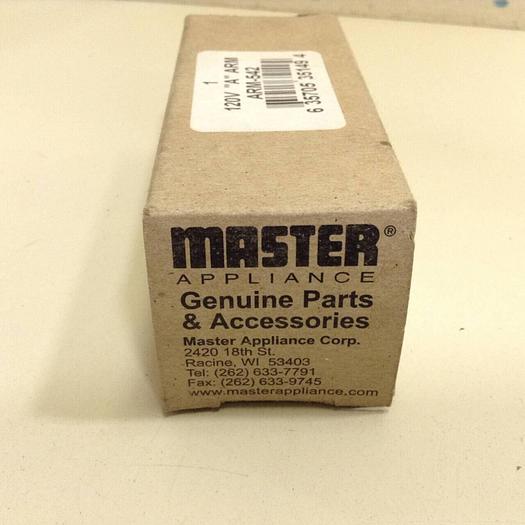 1
120V "A" ARM
ARM-542
6 35705 35149 4
MASTER®
APPLIANCE
Genuine Parts
& Accessories
Master Appliance Corp.
2420 18th St.
Racine, WI 53403
Tel: (262) 633-7791
Fax: (262) 633-9745
www.masterappliance.com